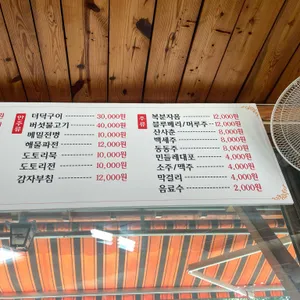 안주류
더덕구이 30,000원
버섯불고기 40,000원
메밀전병 10,000원
해물파전 12,000원
도토리묵 10,000원
도토리전 10,000원
감자부침 12,000원
주류
복분자음 12,000원
블루베리/머루주 12,000원
산사춘 8,000원
백세주 8,000원
동동주 8,000원
민들레대포 4,000원
소주/맥주 4,000원
막걸리 4,000원
음료수 2,000원